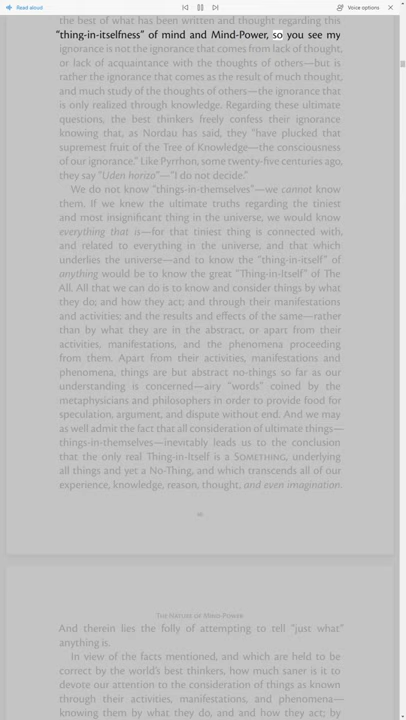 Read aloud
Voice options
the best of what has been written and thought regarding this
"thing-in-itselfness" of mind and Mind-Power, so you see my
ignorance is not the ignorance that comes from lack of thought,
or lack of acquaintance with the thoughts of others—but is
rather the ignorance that comes as the result of much thought,
and much study of the thoughts of others—the ignorance that
is only realized through knowledge. Regarding these ultimate
questions, the best thinkers freely confess their ignorance
knowing that, as Nordau has said, they "have plucked that
supremest fruit of the Tree of Knowledge—the consciousness
of our ignorance." Like Pyrrhon, some twenty-five centuries ago,
they say "Uden horizo"—"I do not decide."
We do not know "things-in-themselves"—we cannot know
them. If we knew the ultimate truths regarding the tiniest
and most insignificant thing in the universe, we would know
everything that is—for that tiniest thing is connected with,
and related to everything in the universe, and that which
underlies the universe—and to know the "thing-in-itself" of
anything would be to know the great "Thing-in-Itself" of The
All. All that we can do is to know and consider things by what
they do; and how they act; and through their manifestations
and activities; and the results and effects of the same—rather
than by what they are in the abstract, or apart from their
activities, manifestations, and the phenomena proceeding
from them. Apart from their activities, manifestations and
phenomena, things are but abstract no-things so far as our
understanding is concerned—airy "words" coined by the
metaphysicians and philosophers in order to provide food for
speculation, argument, and dispute without end. And we may
as well admit the fact that all consideration of ultimate things—
things-in-themselves—inevitably leads us to the conclusion
that the only real Thing-in-Itself is a SOMETHING, underlying
all things and yet a No-Thing, and which transcends all of our
experience, knowledge, reason, thought, and even imagination.
The Nature of Mind-Power
And therein lies the folly of attempting to tell "just what"
anything is.
In view of the facts mentioned, and which are held to be
correct by the world's best thinkers, how much saner is it to
devote our attention to the consideration of things as known
through their activities, manifestations, and phenomena—
knowing them by what they do, and and how they act; by